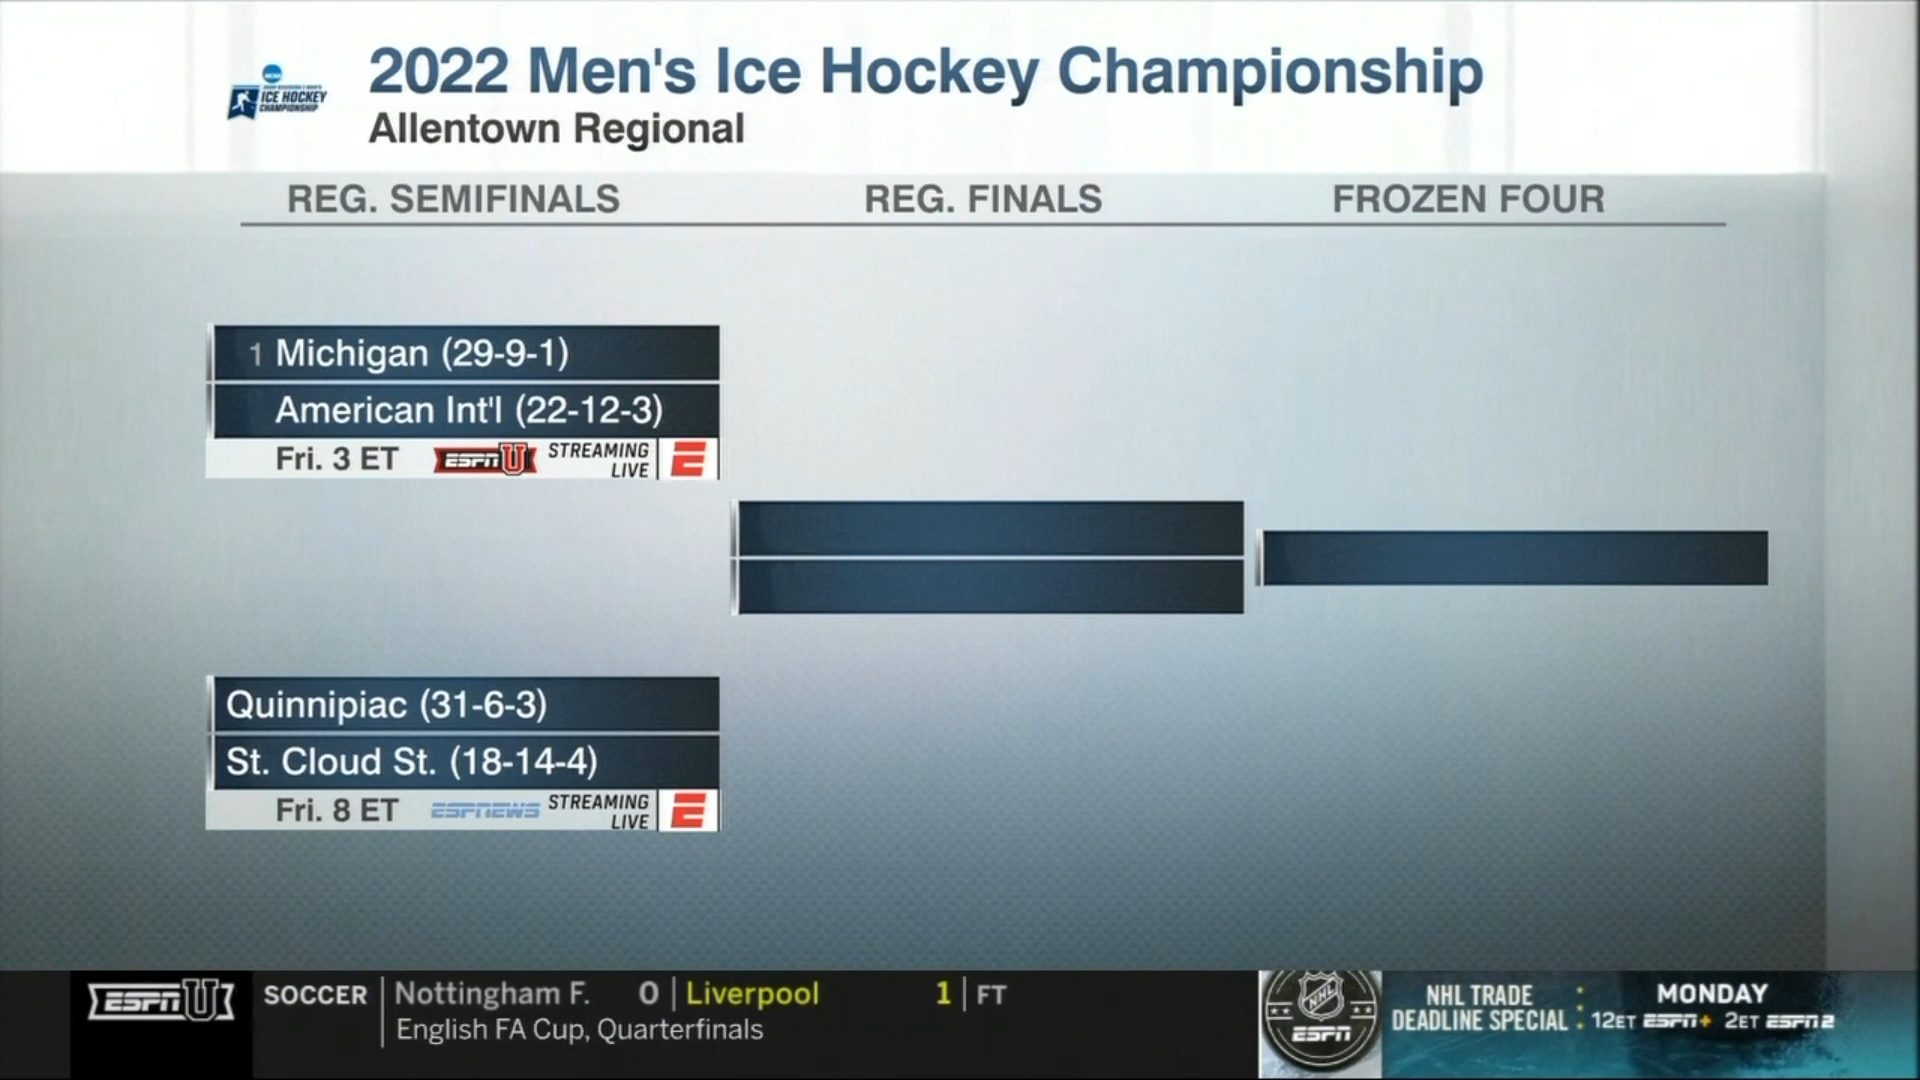 2022 Men's Ice Hockey Championship
Allentown Regional
ICE HOCKEY
CHAMPIONSHIP
REG. SEMIFINALS
REG. FINALS
FROZEN FOUR
1 Michigan (29-9-1)
American Int'l (22-12-3)
Fri. 3 ET ESPNU STREAMING LIVE E
Quinnipiac (31-6-3)
St. Cloud St. (18-14-4)
Fri. 8 ET ESPNEWS STREAMING LIVE E
ESPNU
SOCCER
Nottingham F. 0 Liverpool 1 FT
English FA Cup, Quarterfinals
NHL
ESPN
NHL TRADE
DEADLINE SPECIAL
MONDAY
12ET ESPN+ 2ET ESPN2